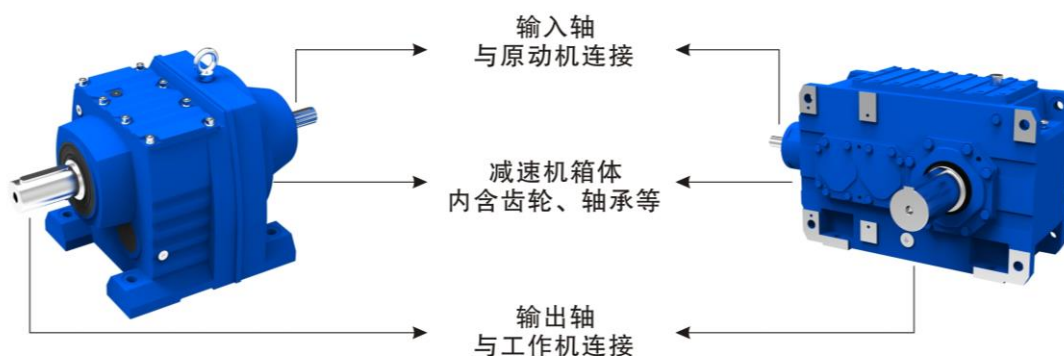 输入轴
与原动机连接
减速机箱体
内含齿轮、轴承等
输出轴
与工作机连接